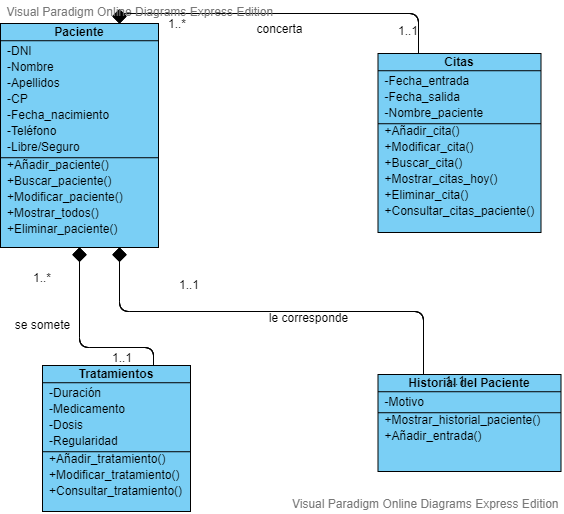 Visual Paradigm Online Diagrams Express Edition
1..*
concerta
1..1
Paciente
-DNI
-Nombre
-Apellidos
-CP
-Fecha_nacimiento
-Teléfono
-Libre/Seguro
+Añadir_paciente()
+Buscar_paciente()
+Modificar_paciente()
+Mostrar_todos()
+Eliminar_paciente()
Citas
-Fecha_entrada
-Fecha_salida
-Nombre_paciente
+Añadir_cita()
+Modificar_cita()
+Buscar_cita()
+Mostrar_citas_hoy()
+Eliminar_cita()
+Consultar_citas_paciente()
1..*
1..1
se somete
le corresponde
1..1
Tratamientos
-Duración
-Medicamento
-Dosis
-Regularidad
+Añadir_tratamiento()
+Modificar_tratamiento()
+Consultar_tratamiento()
1..1
Historial del Paciente
-Motivo
+Mostrar_historial_paciente()
+Añadir_entrada()
Visual Paradigm Online Diagrams Express Edition